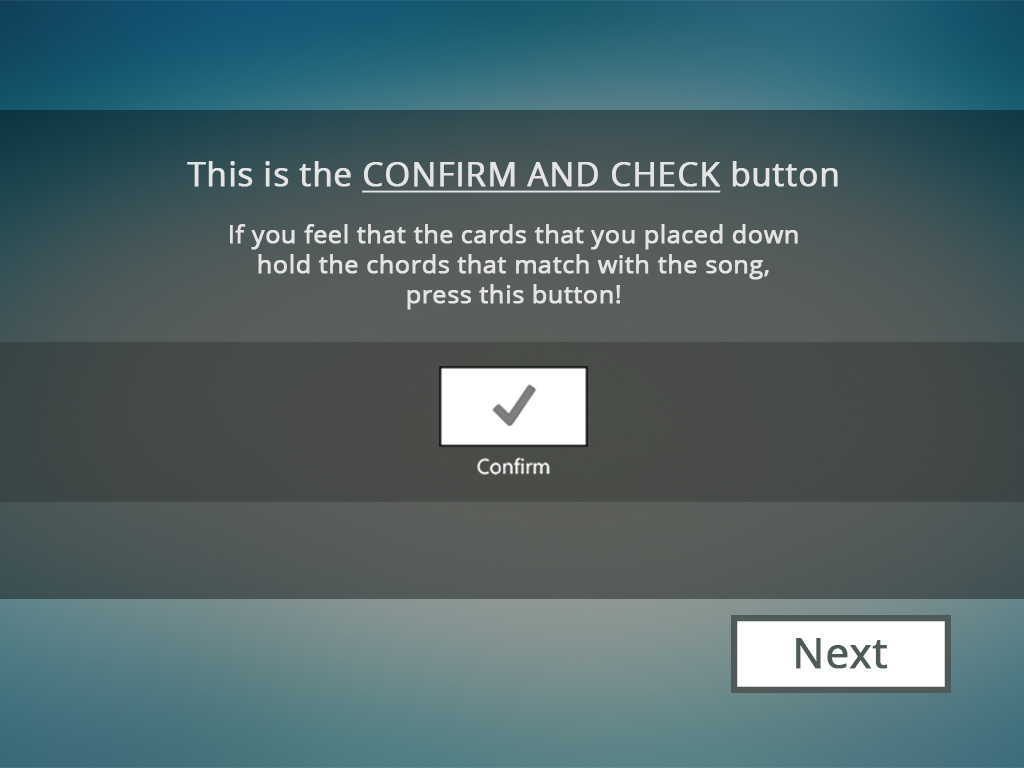 This is the CONFIRM AND CHECK button
If you feel that the cards that you placed down
hold the chords that match with the song,
press this button!
Confirm
Next